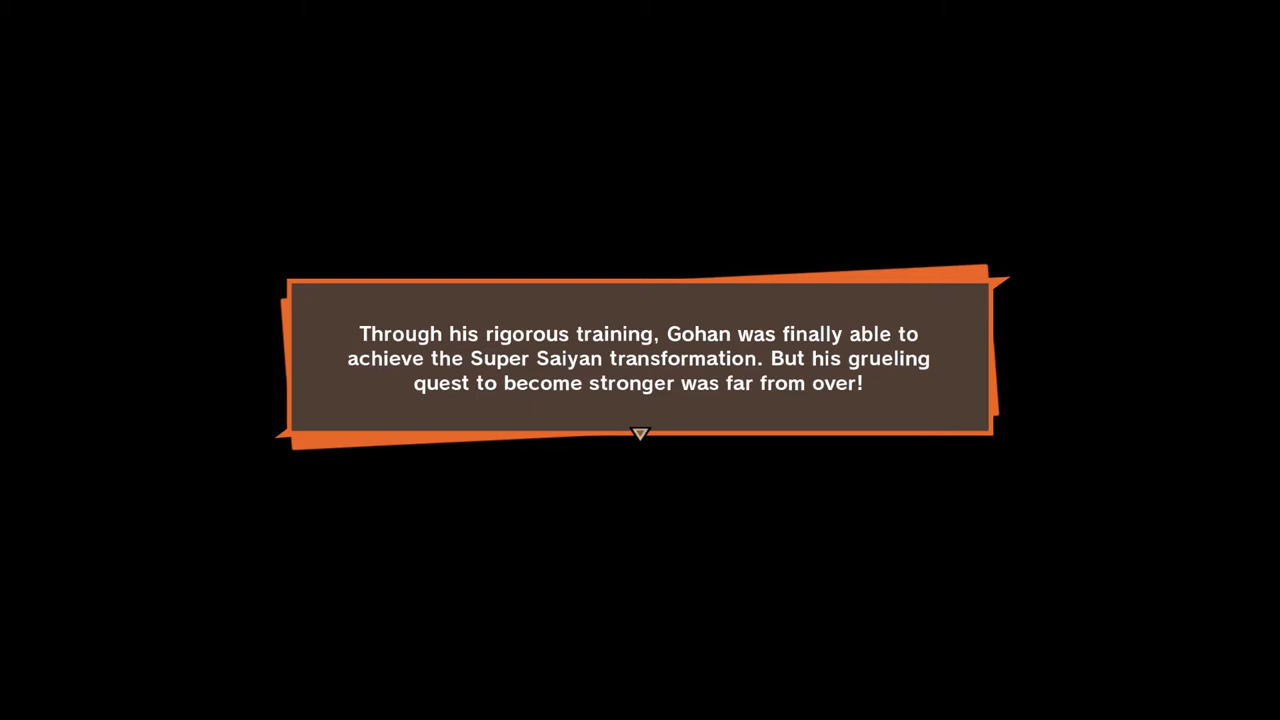 Through his rigorous training, Gohan was finally able to
achieve the Super Saiyan transformation. But his grueling
quest to become stronger was far from over!